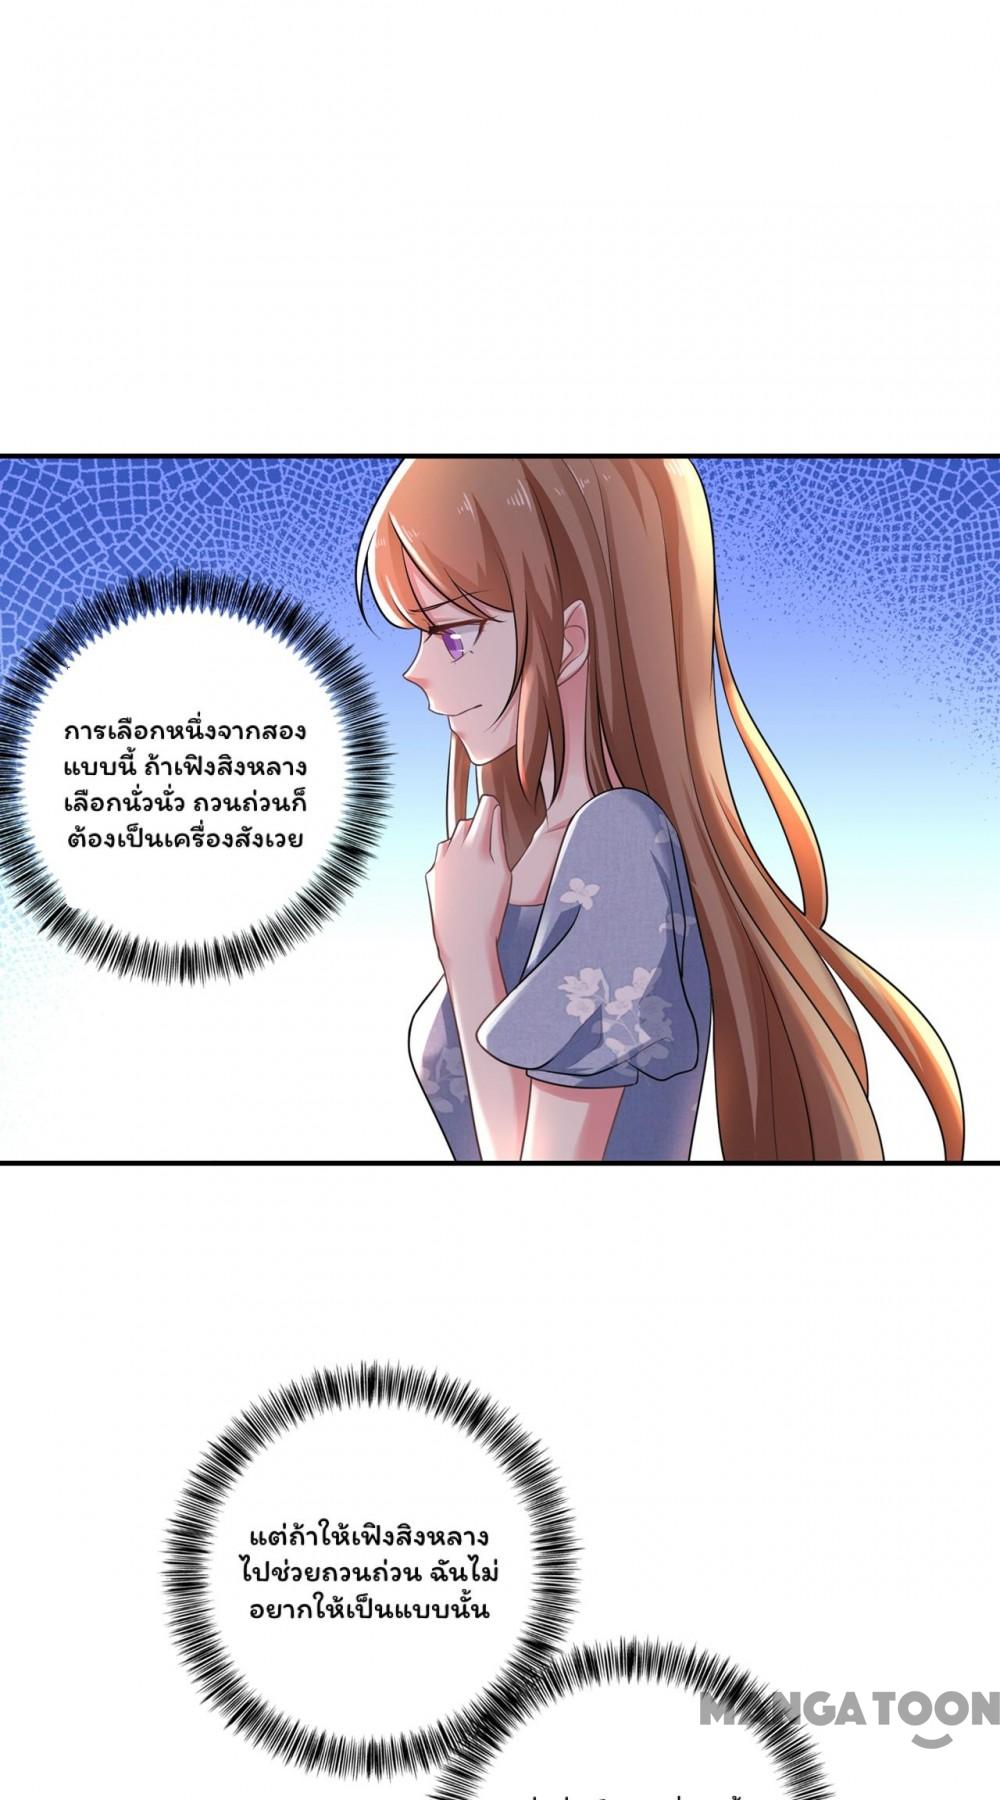 การเลือกหนึ่งจากสอง
แบบนี้ ถ้าเฟิงสิงหลาง
เลือกนั่วนั่ว ถวนถ่วนก็
ต้องเป็นเครื่องสังเวย
แต่ถ้าให้เฟิงสิงหลาง
ไปช่วยถวนถ่วน ฉันไม่
อยากให้เป็นแบบนั้น
MANGATOON